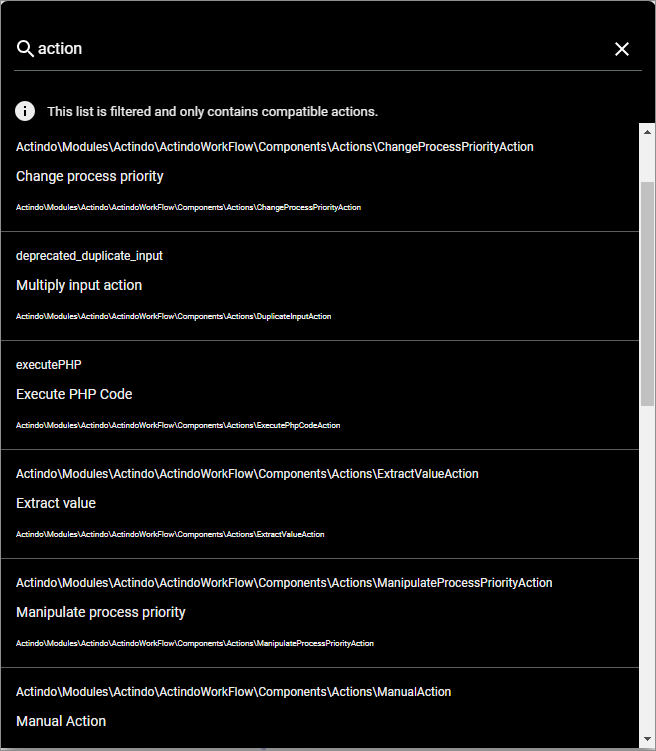 action
This list is filtered and only contains compatible actions.
Actindo\Modules\Actindo\ActindoWorkFlow\Components\Actions\ChangeProcessPriorityAction
Change process priority
Actindo\Modules\Actindo\ActindoWorkFlow\Components\Actions\ChangeProcessPriorityAction
deprecated_duplicate_input
Multiply input action
Actindo\Modules\Actindo\ActindoWorkFlow\Components\Actions\DuplicateInputAction
executePHP
Execute PHP Code
Actindo\Modules\Actindo\ActindoWorkFlow\Components\Actions\ExecutePhpCodeAction
Actindo\Modules\Actindo\ActindoWorkFlow\Components\Actions\ExtractValueAction
Extract value
Actindo\Modules\Actindo\ActindoWorkFlow\Components\Actions\ExtractValueAction
Actindo\Modules\Actindo\ActindoWorkFlow\Components\Actions\ManipulateProcessPriorityAction
Manipulate process priority
Actindo\Modules\Actindo\ActindoWorkFlow\Components\Actions\ManipulateProcessPriorityAction
Actindo\Modules\Actindo\ActindoWorkFlow\Components\Actions\ManualAction
Manual Action